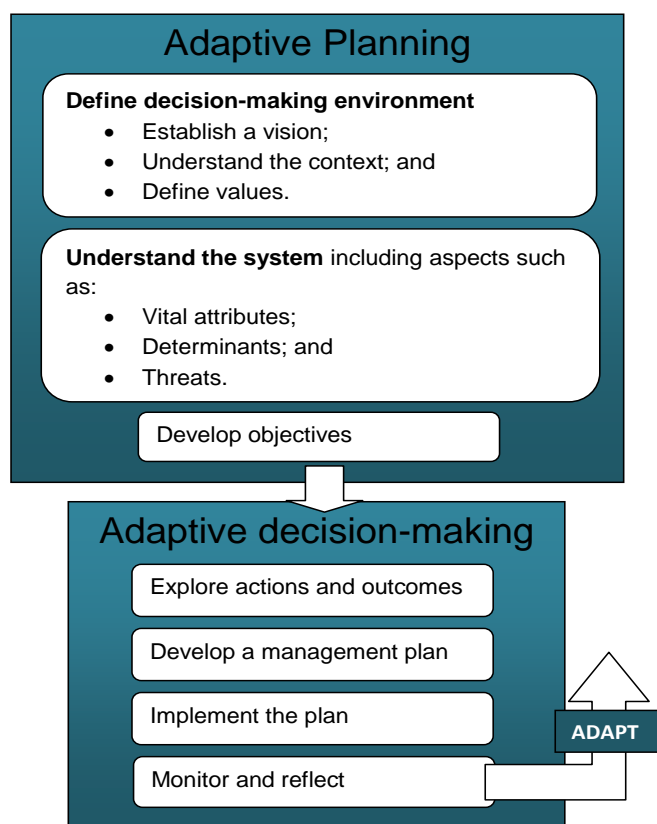 Adaptive Planning
Define decision-making environment
• Establish a vision;
• Understand the context; and
• Define values.
Understand the system including aspects such
as:
• Vital attributes;
• Determinants; and
• Threats.
Develop objectives
Adaptive decision-making
Explore actions and outcomes
Develop a management plan
Implement the plan
ADAPT
Monitor and reflect